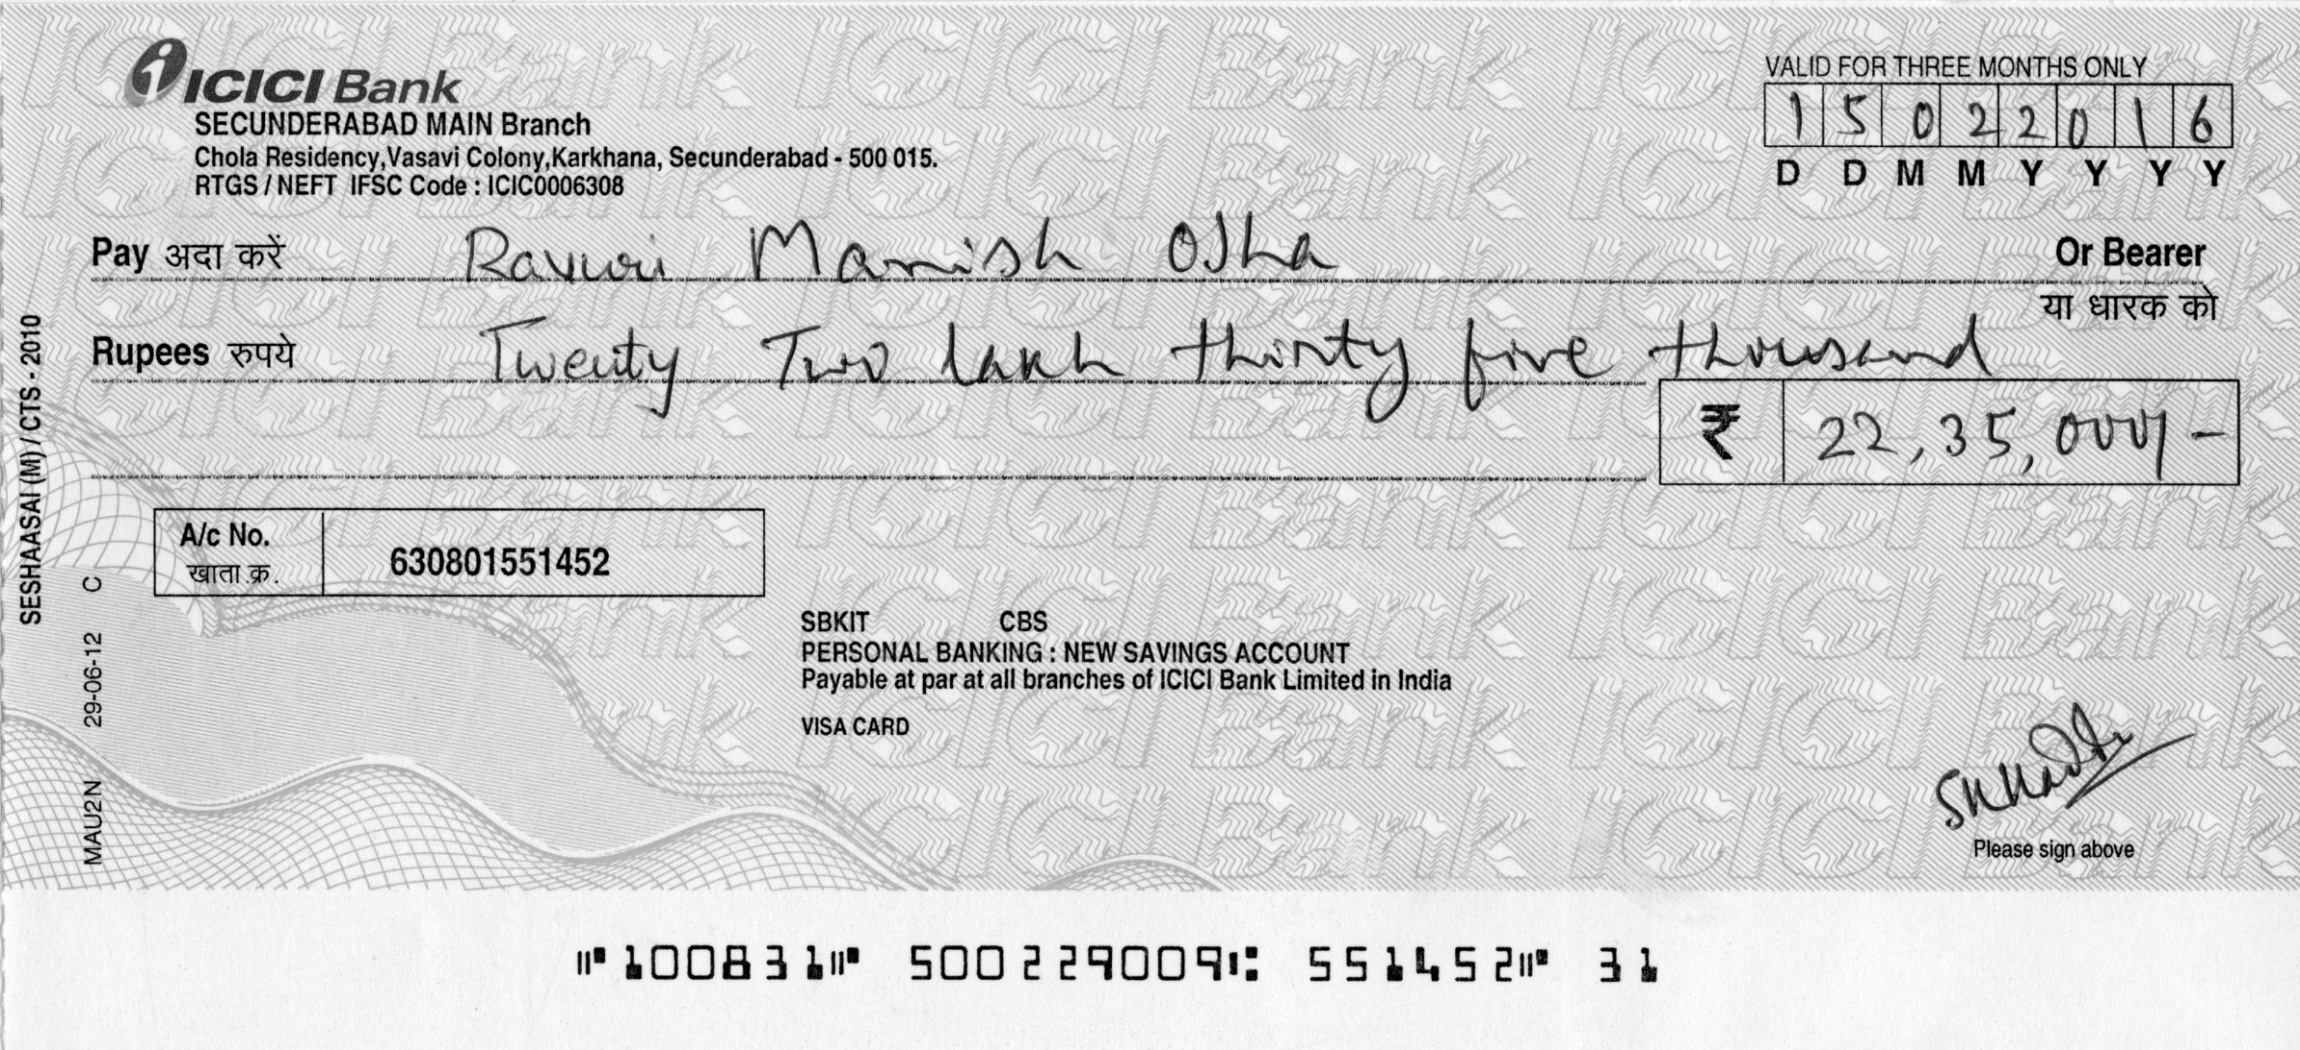 ICICI Bank
SECUNDERABAD MAIN Branch
Chola Residency,Vasavi Colony,Karkhana, Secunderabad - 500 015.
RTGS / NEFT IFSC Code : ICIC0006308
VALID FOR THREE MONTHS ONLY
1 5 0 2 2 0 1 6
D D M M Y Y Y Y
Pay अदा करें Manish Ojha Or Bearer
या धारक को
Rupees रुपये Twenty Two lakh thirty five thousand
₹ 22,35,000/-
A/c No. 630801551452
खाता क्र.
SBKIT CBS
PERSONAL BANKING : NEW SAVINGS ACCOUNT
Payable at par at all branches of ICICI Bank Limited in India
VISA CARD
Please sign above
SESHAASAI (M) / CTS - 2010
MAU2N 29-06-12 C
⑈100831⑈ 500229009⑆ 551452⑈ 31